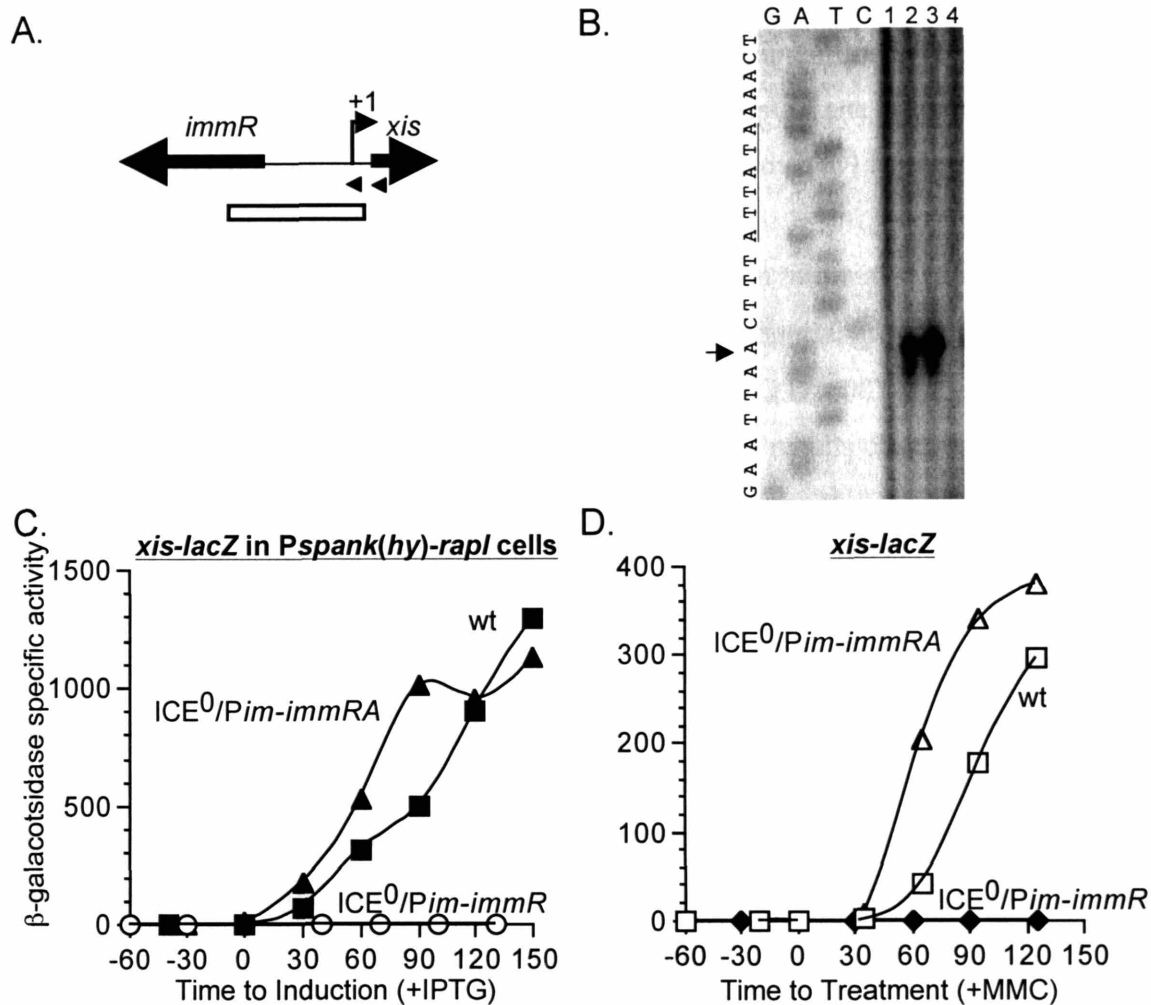 A.
immR
+1
xis
B.
G A T C 1 2 3 4
GAATTAACTTTATTATAAAACT
C.
xis-lacZ in Pspank(hy)-rapI cells
β-galacotsidase specific activity
1500
1000
500
0
wt
ICE0/Pim-immRA
ICE0/Pim-immR
-60 -30 0 30 60 90 120 150
Time to Induction (+IPTG)
D.
xis-lacZ
400
300
200
100
0
ICE0/Pim-immRA
wt
ICE0/Pim-immR
-60 -30 0 30 60 90 120 150
Time to Treatment (+MMC)